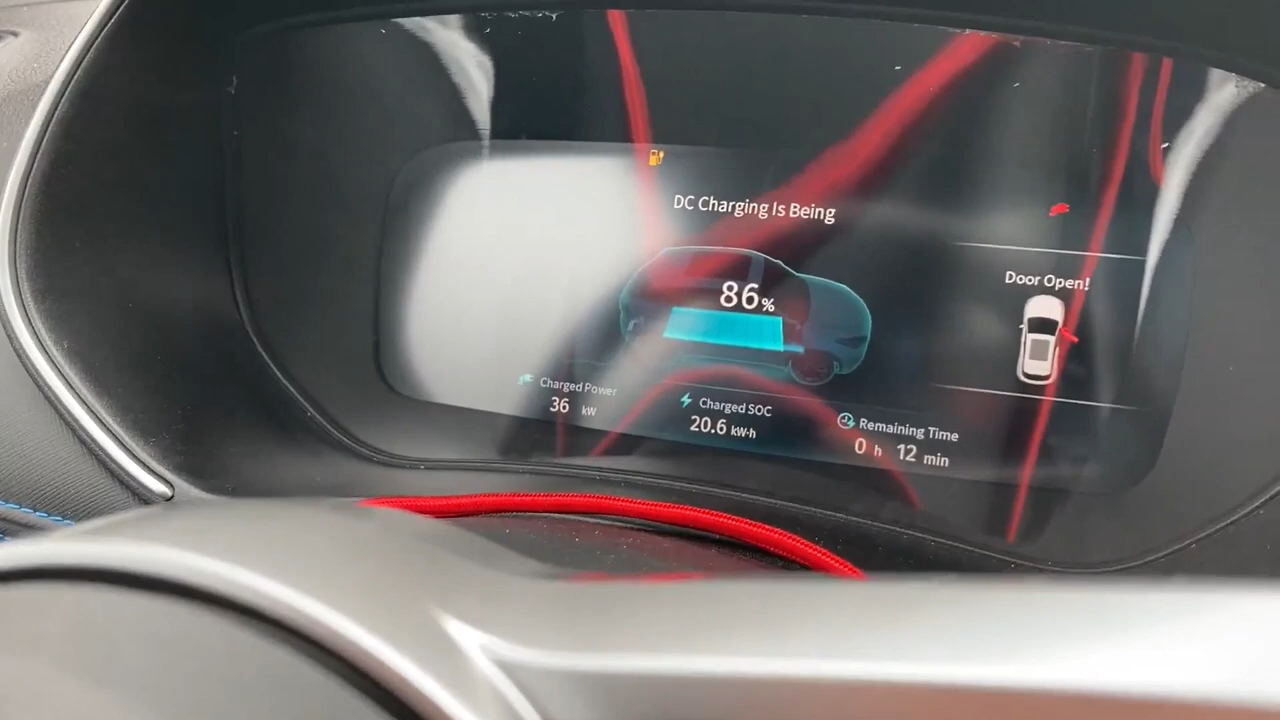 DC Charging Is Being
86%
Door Open!
Charged Power
36 kW
Charged SOC
20.6 kW·h
Remaining Time
0 h 12 min